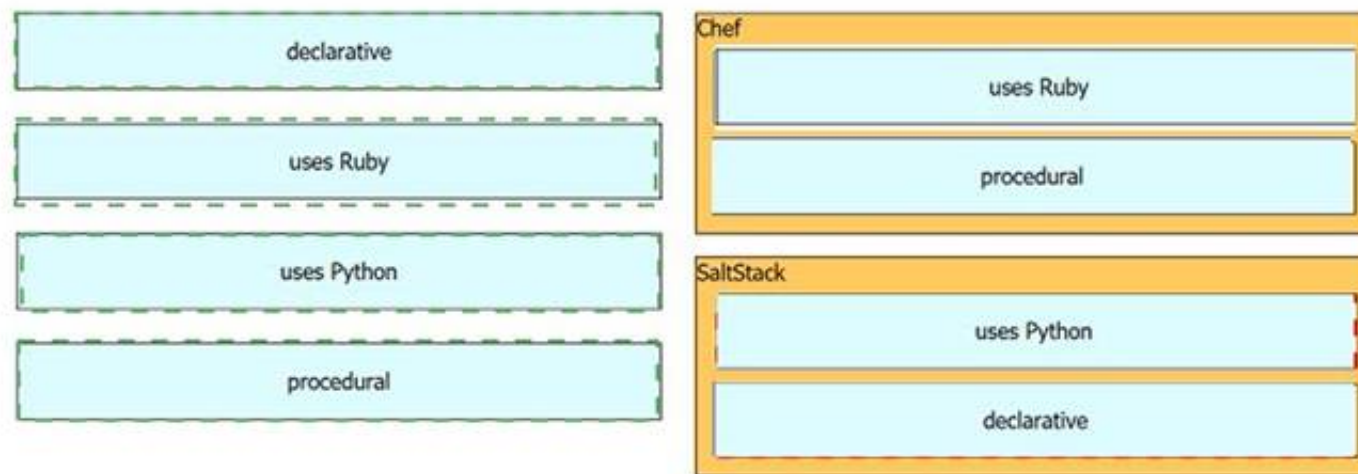 declarative
uses Ruby
uses Python
procedural
Chef
uses Ruby
procedural
SaltStack
uses Python
declarative